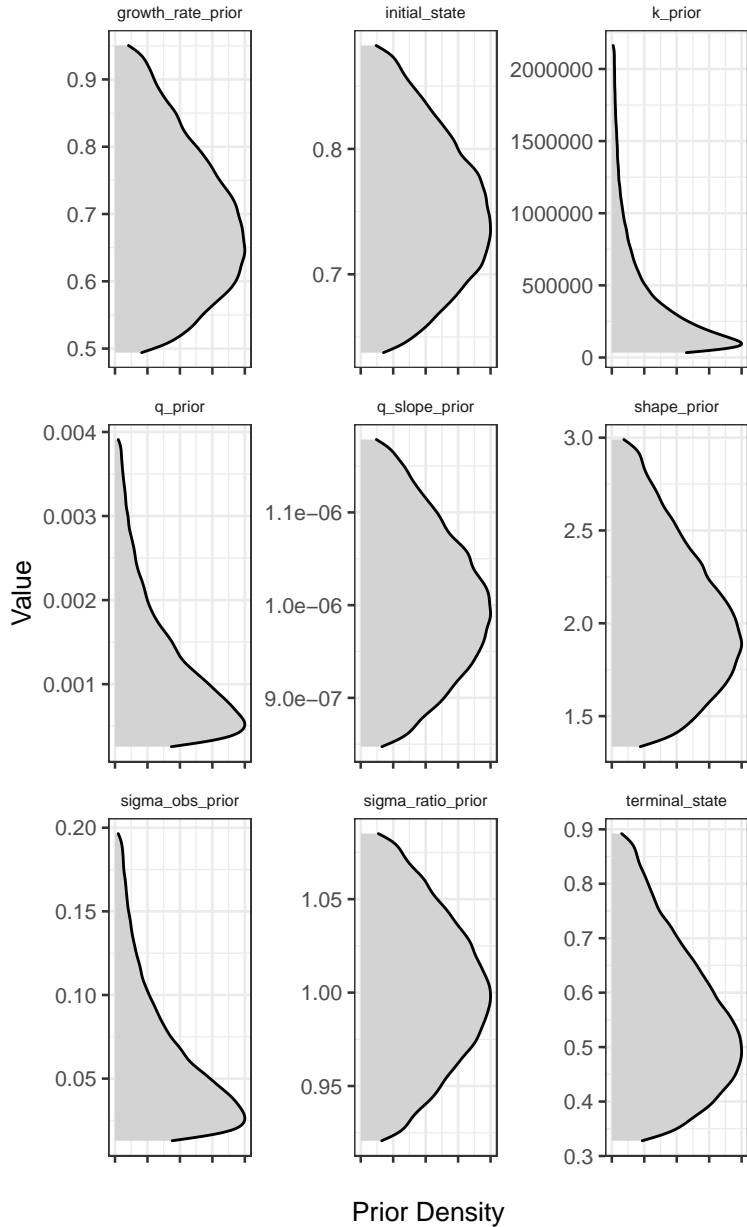 growth_rate_prior initial_state k_prior
0.9 0.8 0.7 0.6 0.5
0.8 0.7
2000000 1500000 1000000 500000 0
q_prior q_slope_prior shape_prior
0.004 0.003 0.002 0.001
1.1e−06 1.0e−06 9.0e−07
3.0 2.5 2.0 1.5
sigma_obs_prior sigma_ratio_prior terminal_state
0.20 0.15 0.10 0.05
1.05 1.00 0.95
0.9 0.8 0.7 0.6 0.5 0.4 0.3
Value
Prior Density